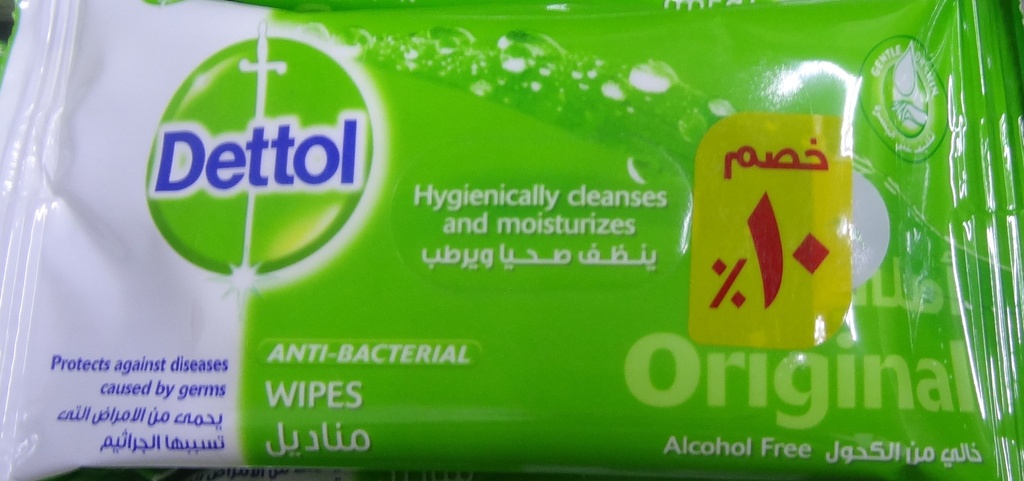 Dettol
Hygienically cleanses
and moisturizes
ينظف صحيا ويرطب
خصم
١٠٪
GENTLE
Original
ANTI-BACTERIAL
WIPES
مناديل
Protects against diseases
caused by germs
يحمي من الامراض التي
تسببها الجراثيم
Alcohol Free خالي من الكحول